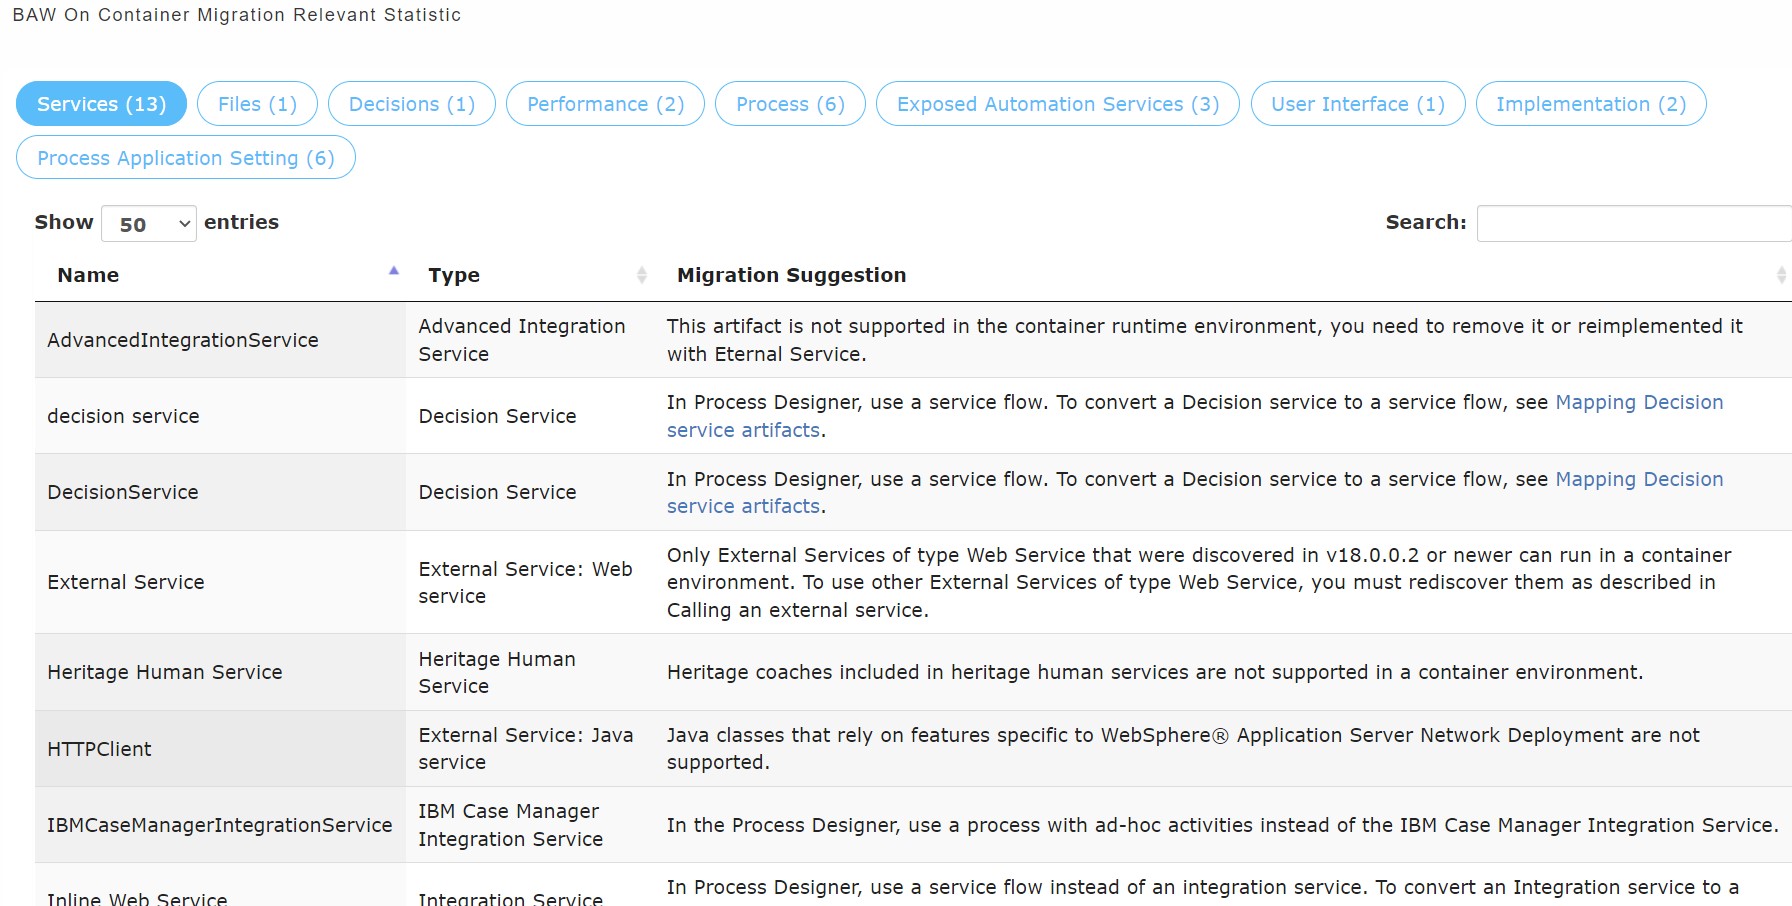 BAW On Container Migration Relevant Statistic
Services (13)
Files (1)
Decisions (1)
Performance (2)
Process (6)
Exposed Automation Services (3)
User Interface (1)
Implementation (2)
Process Application Setting (6)
Show 50 entries
Search:
Name
Type
Migration Suggestion
AdvancedIntegrationService
Advanced Integration
Service
This artifact is not supported in the container runtime environment, you need to remove it or reimplemented it
with Eternal Service.
decision service
Decision Service
In Process Designer, use a service flow. To convert a Decision service to a service flow, see Mapping Decision
service artifacts.
DecisionService
Decision Service
In Process Designer, use a service flow. To convert a Decision service to a service flow, see Mapping Decision
service artifacts.
External Service
External Service: Web
service
Only External Services of type Web Service that were discovered in v18.0.0.2 or newer can run in a container
environment. To use other External Services of type Web Service, you must rediscover them as described in
Calling an external service.
Heritage Human Service
Heritage Human
Service
Heritage coaches included in heritage human services are not supported in a container environment.
HTTPClient
External Service: Java
service
Java classes that rely on features specific to WebSphere® Application Server Network Deployment are not
supported.
IBMCaseManagerIntegrationService
IBM Case Manager
Integration Service
In the Process Designer, use a process with ad-hoc activities instead of the IBM Case Manager Integration Service.
Inline Web Service
Integration Service
In Process Designer, use a service flow instead of an integration service. To convert an Integration service to a